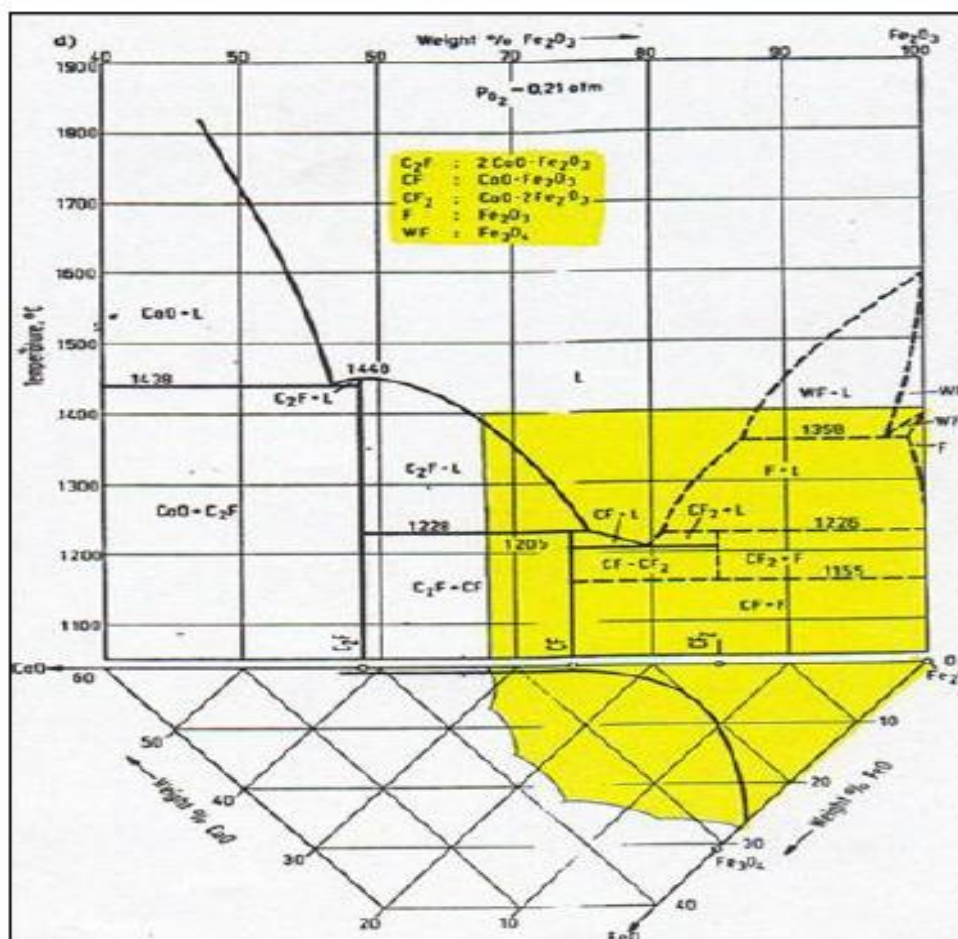 d) Weight % Fe₂O₃ → Fe₂O₃
40 50 60 70 80 90 100
Po₂ = 0,21 atm
C₂F : 2CaO·Fe₂O₃
CF : CaO·Fe₂O₃
CF₂ : CaO·2Fe₂O₃
F : Fe₂O₃
WF : Fe₃O₄
Temperature, °C
1900
1800
1700
1600
1500
1400
1300
1200
1100
CaO + L
1438
1440
C₂F + L
L
WF - L
1358
WF
F
CaO + C₂F
C₂F - L
F - L
1228
1205
CF - L
CF₂ + L
1226
CF - CF₂
CF₂ + F
1155
C₂F + CF
CF + F
C₂F
CF
CF₂
CaO
60
0
Fe₂
50
40
30
20
← Weight % CaO
10
20
30
40
← Weight % FeO
Fe₃O₄
10
FeO